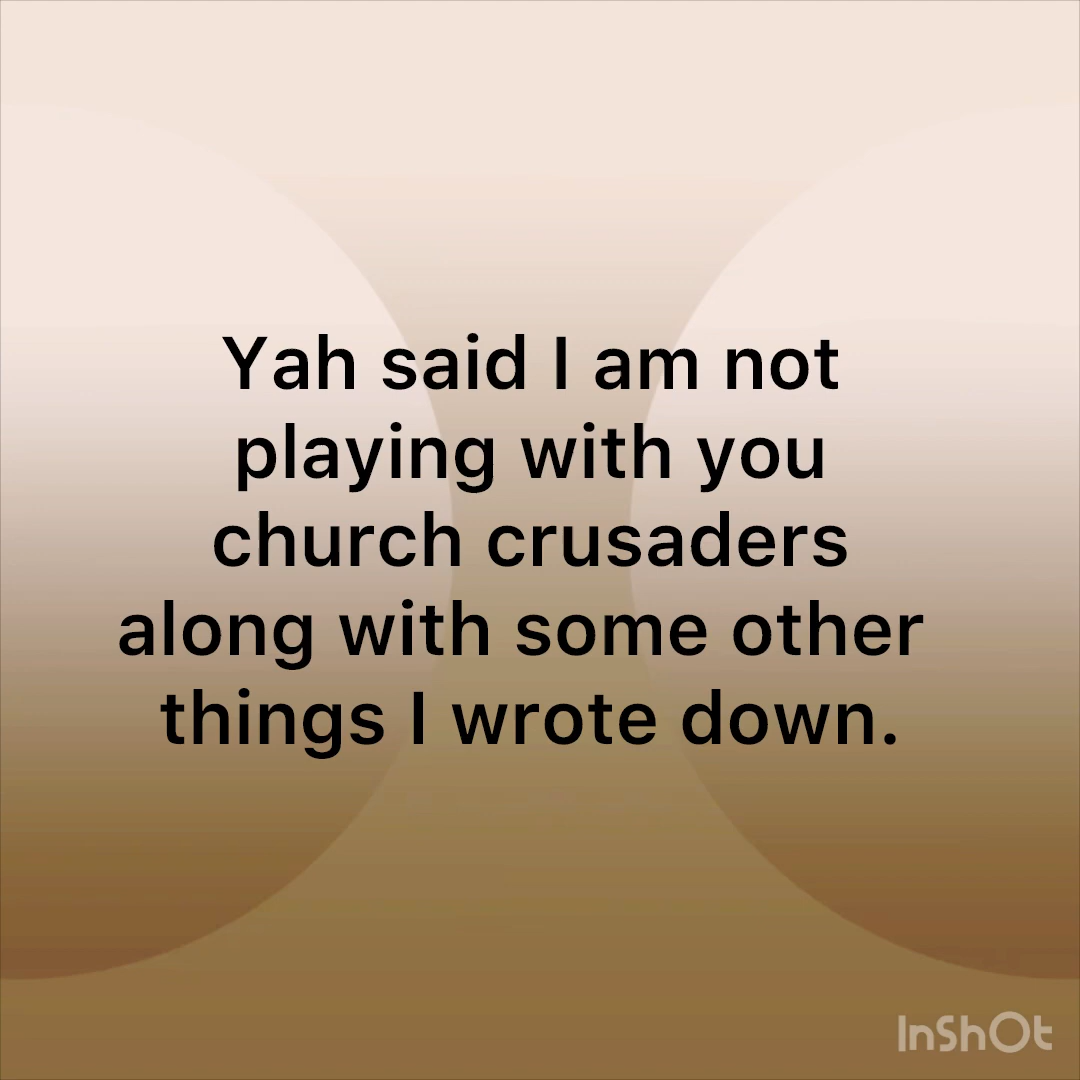 Yah said I am not
playing with you
church crusaders
along with some other
things I wrote down.
InShOt